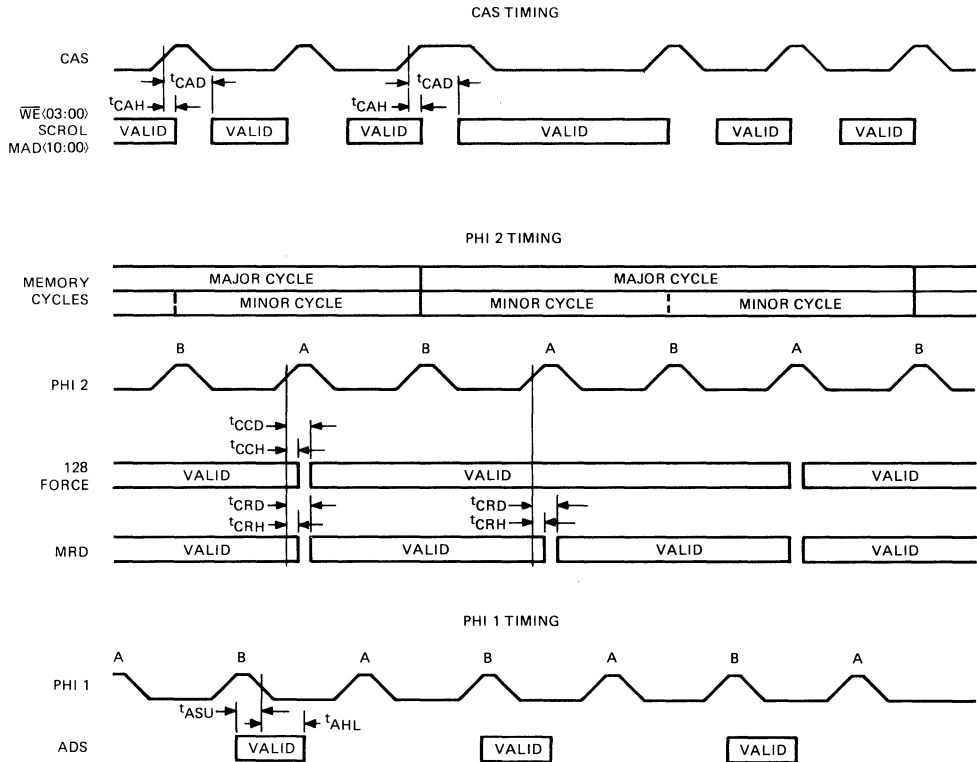 CAS TIMING
CAS
tCAD
tCAD
tCAH
tCAH
WE⟨03:00⟩
SCROL
MAD⟨10:00⟩
VALID
VALID
VALID
VALID
VALID
VALID
PHI 2 TIMING
MEMORY
CYCLES
MAJOR CYCLE
MAJOR CYCLE
MINOR CYCLE
MINOR CYCLE
MINOR CYCLE
B
A
B
A
B
A
B
PHI 2
tCCD
tCCH
128
FORCE
VALID
VALID
VALID
tCRD
tCRD
tCRH
tCRH
MRD
VALID
VALID
VALID
VALID
PHI 1 TIMING
A
B
A
B
A
B
A
PHI 1
tASU
tAHL
ADS
VALID
VALID
VALID